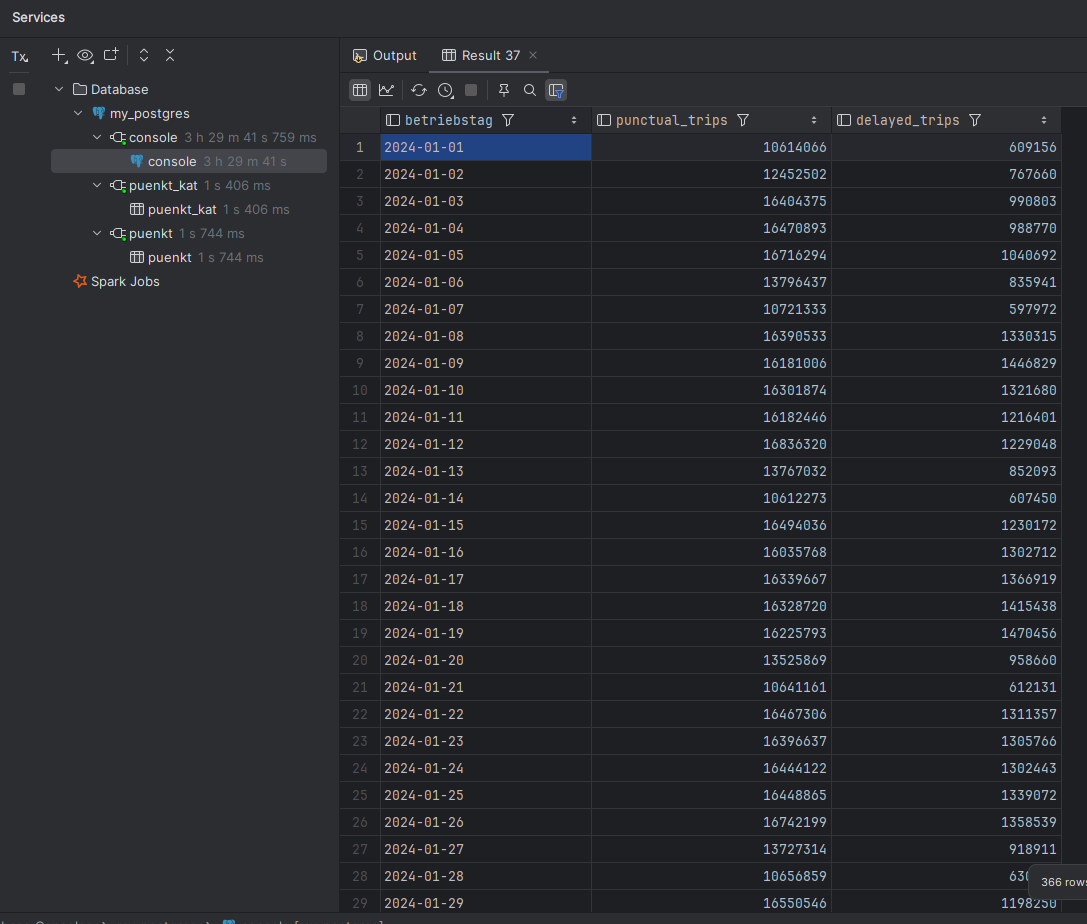 Services
Tx
Output
Result 37
Database
my_postgres
console 3 h 29 m 41 s 759 ms
console 3 h 29 m 41 s
puenkt_kat 1 s 406 ms
puenkt_kat 1 s 406 ms
puenkt 1 s 744 ms
puenkt 1 s 744 ms
Spark Jobs
betriebstag punctual_trips delayed_trips
1 2024-01-01 10614066 609156
2 2024-01-02 12452502 767660
3 2024-01-03 16404375 990803
4 2024-01-04 16470893 988770
5 2024-01-05 16716294 1040692
6 2024-01-06 13796437 835941
7 2024-01-07 10721333 597972
8 2024-01-08 16390533 1330315
9 2024-01-09 16181006 1446829
10 2024-01-10 16301874 1321680
11 2024-01-11 16182446 1216401
12 2024-01-12 16836320 1229048
13 2024-01-13 13767032 852093
14 2024-01-14 10612273 607450
15 2024-01-15 16494036 1230172
16 2024-01-16 16035768 1302712
17 2024-01-17 16339667 1366919
18 2024-01-18 16328720 1415438
19 2024-01-19 16225793 1470456
20 2024-01-20 13525869 958660
21 2024-01-21 10641161 612131
22 2024-01-22 16467306 1311357
23 2024-01-23 16396637 1305766
24 2024-01-24 16444122 1302443
25 2024-01-25 16448865 1339072
26 2024-01-26 16742199 1358539
27 2024-01-27 13727314 918911
28 2024-01-28 10656859
366 rows
29 2024-01-29 16550546 1198250